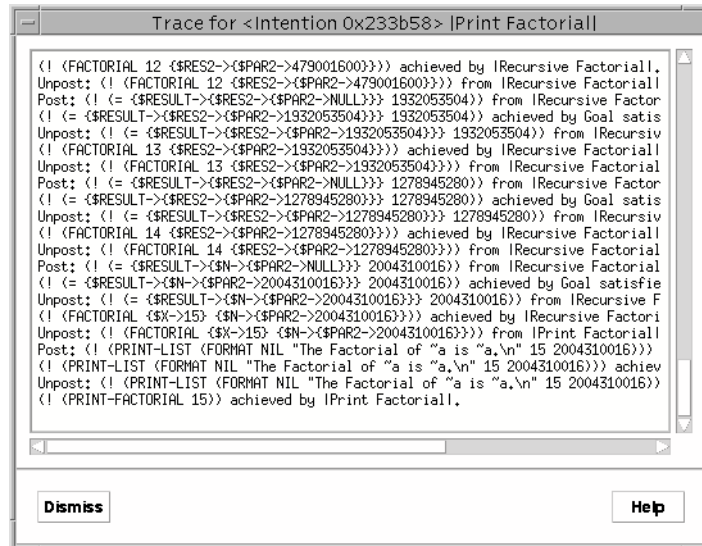 Trace for <Intention 0x233b58> |Print Factorial|
(! (FACTORIAL 12 {$RES2->{$PAR2->479001600}})) achieved by |Recursive Factorial|.
Unpost: (! (FACTORIAL 12 {$RES2->{$PAR2->479001600}})) from |Recursive Factorial|
Post: (! (= {$RESULT->{$RES2->{$PAR2->NULL}}} 1932053504)) from |Recursive Factor
(! (= {$RESULT->{$RES2->{$PAR2->1932053504}}} 1932053504)) achieved by Goal satis
Unpost: (! (= {$RESULT->{$RES2->{$PAR2->1932053504}}} 1932053504)) from |Recursiv
(! (FACTORIAL 13 {$RES2->{$PAR2->1932053504}})) achieved by |Recursive Factorial|
Unpost: (! (FACTORIAL 13 {$RES2->{$PAR2->1932053504}})) from |Recursive Factorial
Post: (! (= {$RESULT->{$RES2->{$PAR2->NULL}}} 1278945280)) from |Recursive Factor
(! (= {$RESULT->{$RES2->{$PAR2->1278945280}}} 1278945280)) achieved by Goal satis
Unpost: (! (= {$RESULT->{$RES2->{$PAR2->1278945280}}} 1278945280)) from |Recursiv
(! (FACTORIAL 14 {$RES2->{$PAR2->1278945280}})) achieved by |Recursive Factorial|
Unpost: (! (FACTORIAL 14 {$RES2->{$PAR2->1278945280}})) from |Recursive Factorial
Post: (! (= {$RESULT->{$N->{$PAR2->NULL}}} 2004310016)) from |Recursive Factorial
(! (= {$RESULT->{$N->{$PAR2->2004310016}}} 2004310016)) achieved by Goal satisfie
Unpost: (! (= {$RESULT->{$N->{$PAR2->2004310016}}} 2004310016)) from |Recursive F
(! (FACTORIAL {$X->15} {$N->{$PAR2->2004310016}})) achieved by |Recursive Factori
Unpost: (! (FACTORIAL {$X->15} {$N->{$PAR2->2004310016}})) from |Print Factorial|
Post: (! (PRINT-LIST (FORMAT NIL "The Factorial of ~a is ~a.\n" 15 2004310016)))
(! (PRINT-LIST (FORMAT NIL "The Factorial of ~a is ~a.\n" 15 2004310016))) achiev
Unpost: (! (PRINT-LIST (FORMAT NIL "The Factorial of ~a is ~a.\n" 15 2004310016))
(! (PRINT-FACTORIAL 15)) achieved by |Print Factorial|.
Dismiss
Help